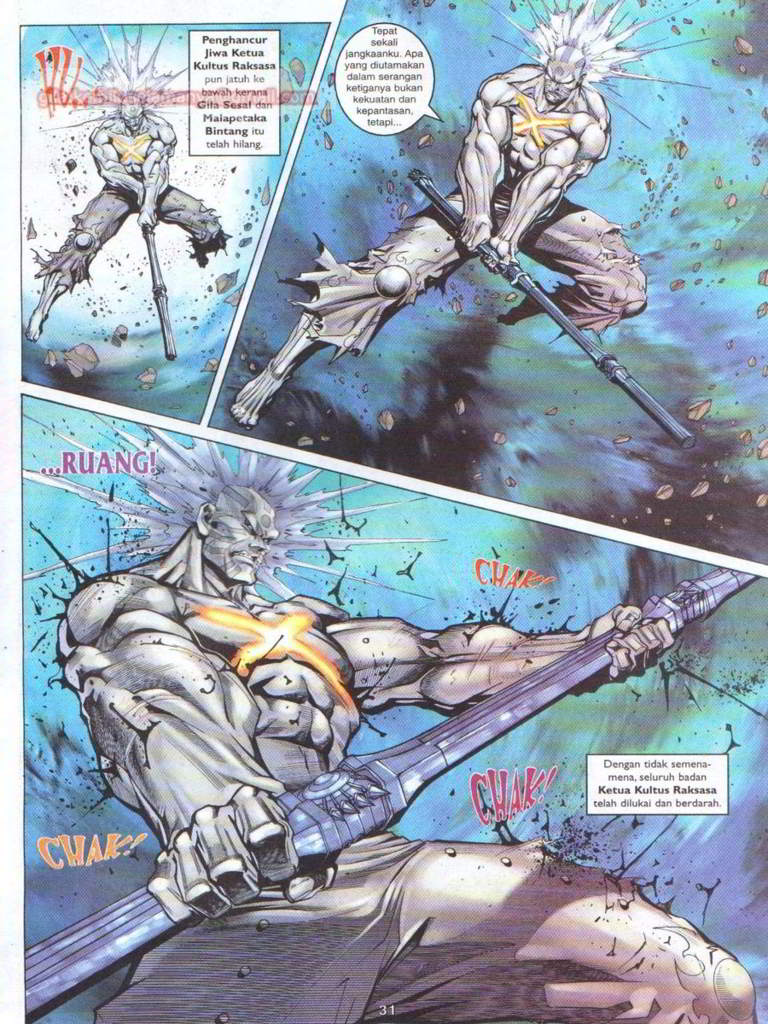 YII...
Penghancur
Jiwa Ketua
Kultus Raksasa
pun jatuh ke
bawah kerana
Gila Sesal dan
Malapetaka
Bintang itu
telah hilang.
Tepat
sekali
jangkaanku. Apa
yang diutamakan
dalam serangan
ketiganya bukan
kekuatan dan
kepantasan,
tetapi...
...RUANG!
CHAK!!
CHAK!
CHAK!!
Dengan tidak semena-
mena, seluruh badan
Ketua Kultus Raksasa
telah dilukai dan berdarah.
31